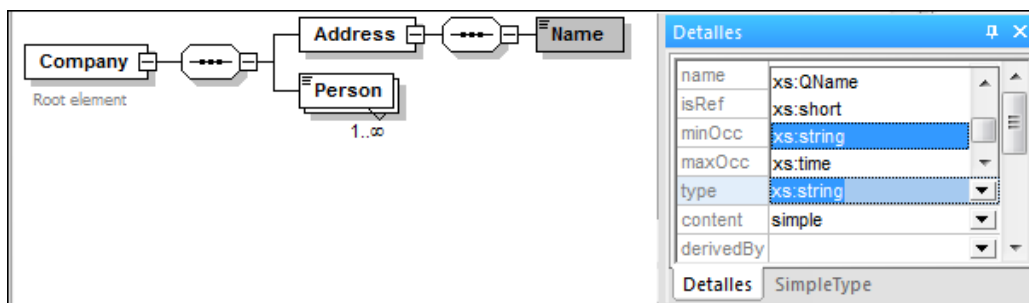 Company
Root element
Address
Name
Person
1..∞
Detalles
name
isRef
minOcc
maxOcc
type
content
derivedBy
xs:QName
xs:short
xs:string
xs:time
xs:string
simple
Detalles
SimpleType